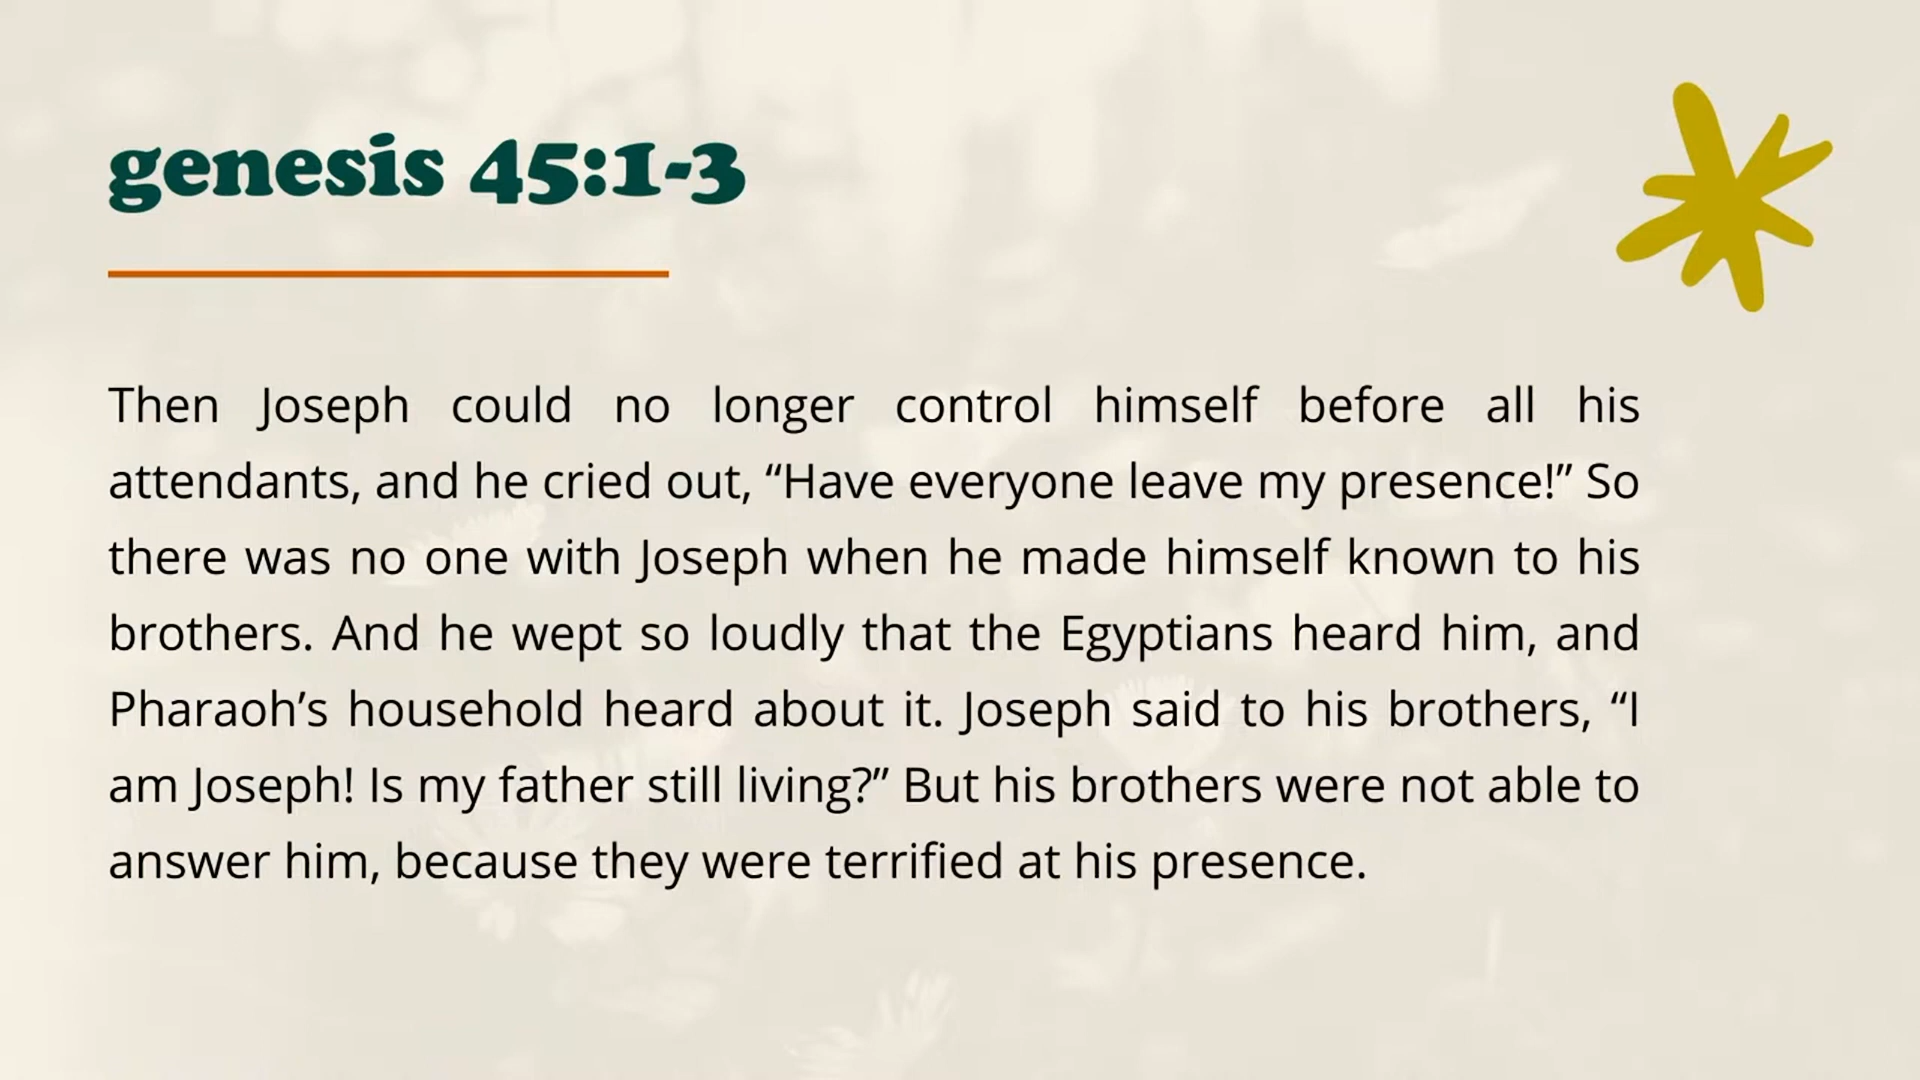 genesis 45:1-3
Then Joseph could no longer control himself before all his
attendants, and he cried out, “Have everyone leave my presence!” So
there was no one with Joseph when he made himself known to his
brothers. And he wept so loudly that the Egyptians heard him, and
Pharaoh’s household heard about it. Joseph said to his brothers, “I
am Joseph! Is my father still living?” But his brothers were not able to
answer him, because they were terrified at his presence.